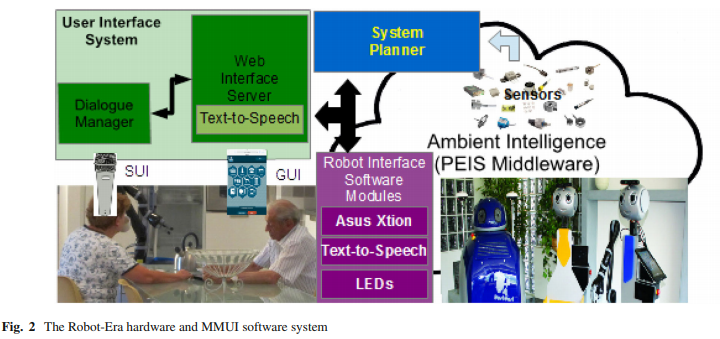 User Interface
System
Web
Interface
Server
Text-to-Speech
Dialogue
Manager
SUI
GUI
System
Planner
Sensors
Ambient Intelligence
(PEIS Middleware)
Robot Interface
Software
Modules
Asus Xtion
Text-to-Speech
LEDs
Fig. 2 The Robot-Era hardware and MMUI software system